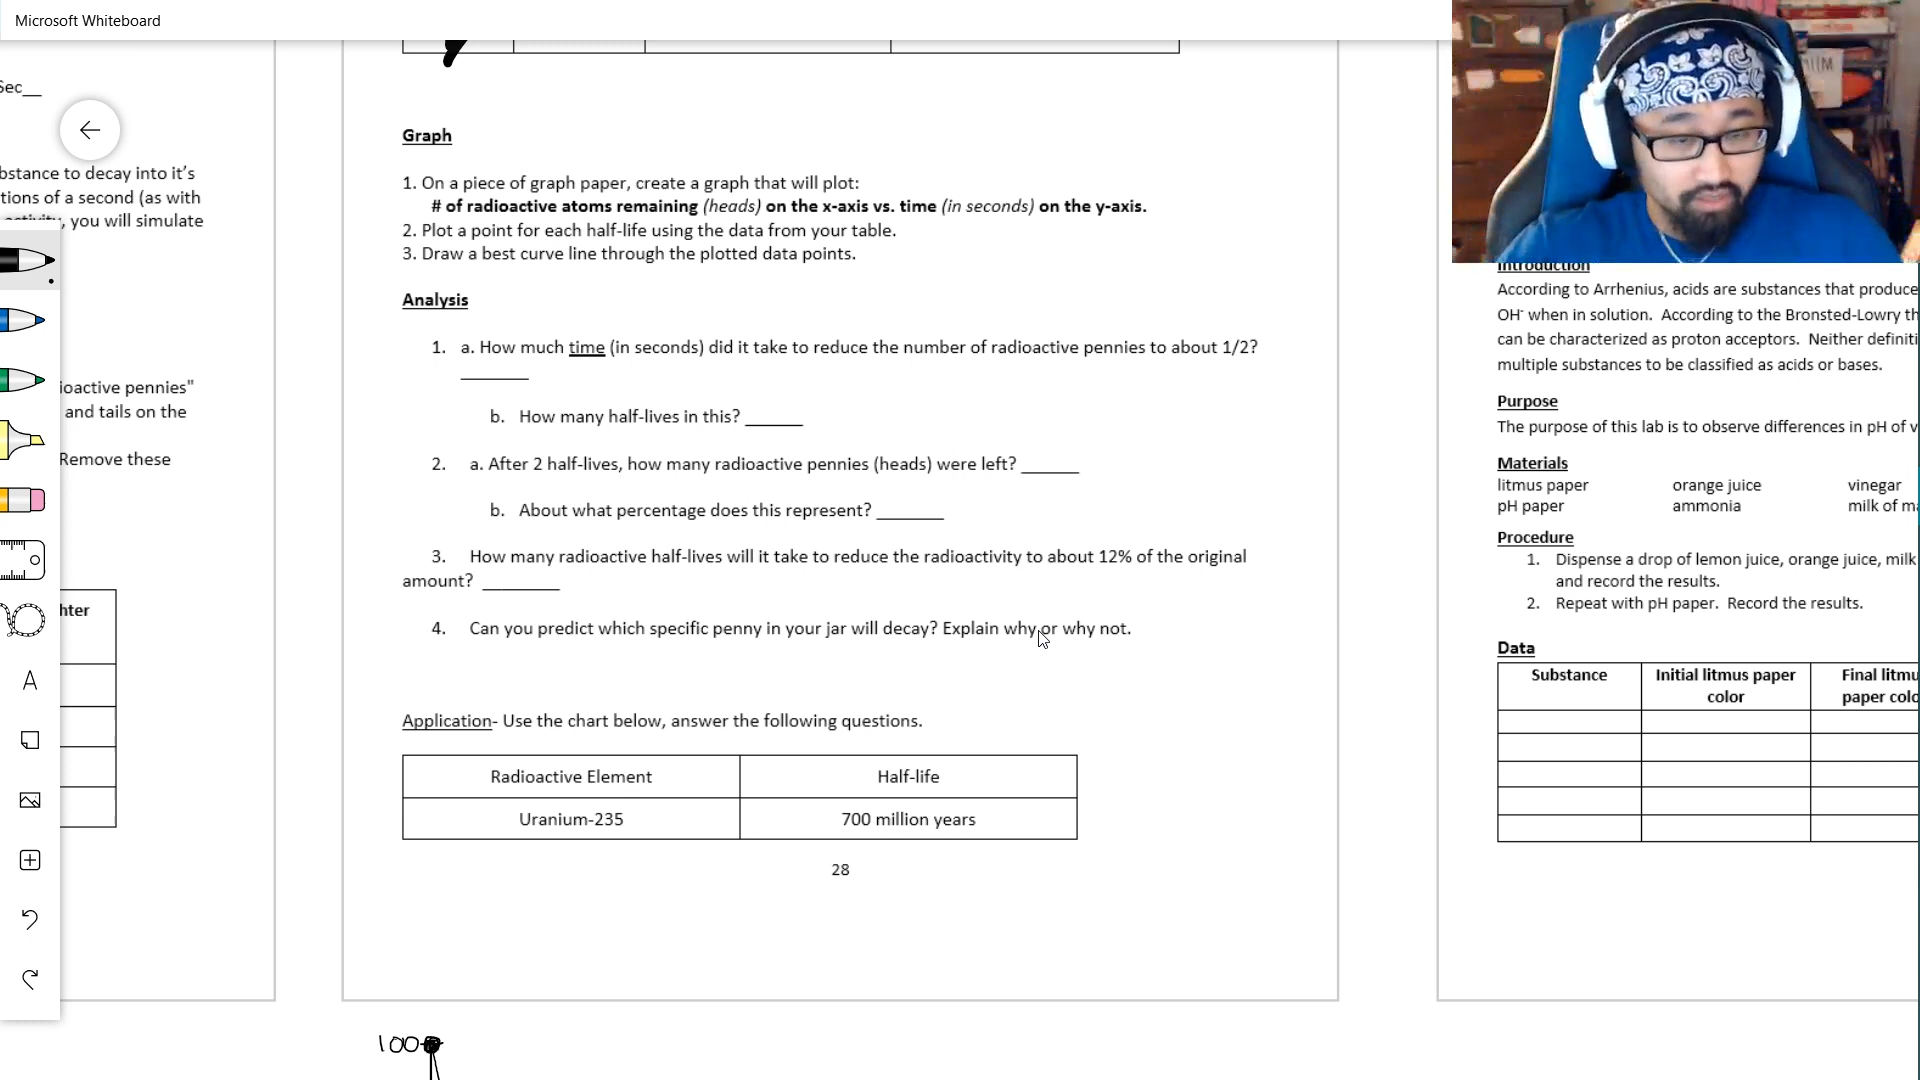 Microsoft Whiteboard
Sec__
bstance to decay into it's
tions of a second (as with
activity, you will simulate
ioactive pennies"
and tails on the
Remove these
hter
Graph
1. On a piece of graph paper, create a graph that will plot:
# of radioactive atoms remaining (heads) on the x-axis vs. time (in seconds) on the y-axis.
2. Plot a point for each half-life using the data from your table.
3. Draw a best curve line through the plotted data points.
Analysis
1. a. How much time (in seconds) did it take to reduce the number of radioactive pennies to about 1/2?
_______
b. How many half-lives in this? ______
2. a. After 2 half-lives, how many radioactive pennies (heads) were left? ______
b. About what percentage does this represent? _______
3. How many radioactive half-lives will it take to reduce the radioactivity to about 12% of the original
amount? ________
4. Can you predict which specific penny in your jar will decay? Explain why or why not.
Application- Use the chart below, answer the following questions.
Radioactive Element Half-life
Uranium-235 700 million years
28
100
Introduction
According to Arrhenius, acids are substances that produce
OH- when in solution. According to the Bronsted-Lowry th
can be characterized as proton acceptors. Neither definiti
multiple substances to be classified as acids or bases.
Purpose
The purpose of this lab is to observe differences in pH of v
Materials
litmus paper orange juice vinegar
pH paper ammonia milk of ma
Procedure
1. Dispense a drop of lemon juice, orange juice, milk
and record the results.
2. Repeat with pH paper. Record the results.
Data
Substance Initial litmus paper Final litmu
color paper colo